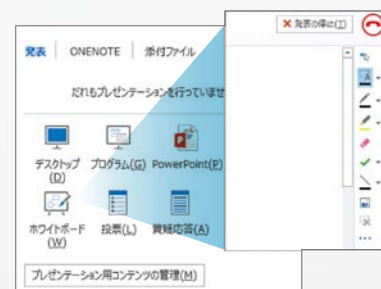 発表 ONENOTE 添付ファイル
だれもプレゼンテーションを行っていませ
デスクトップ(D) プログラム(G) PowerPoint(P)
ホワイトボード(W) 投票(L) 質疑応答(A)
プレゼンテーション用コンテンツの管理(M)
発表の停止(T)